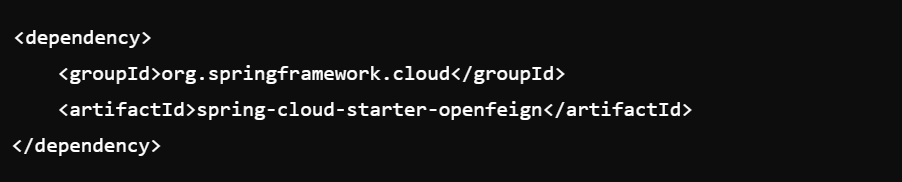 <dependency>
    <groupId>org.springframework.cloud</groupId>
    <artifactId>spring-cloud-starter-openfeign</artifactId>
</dependency>